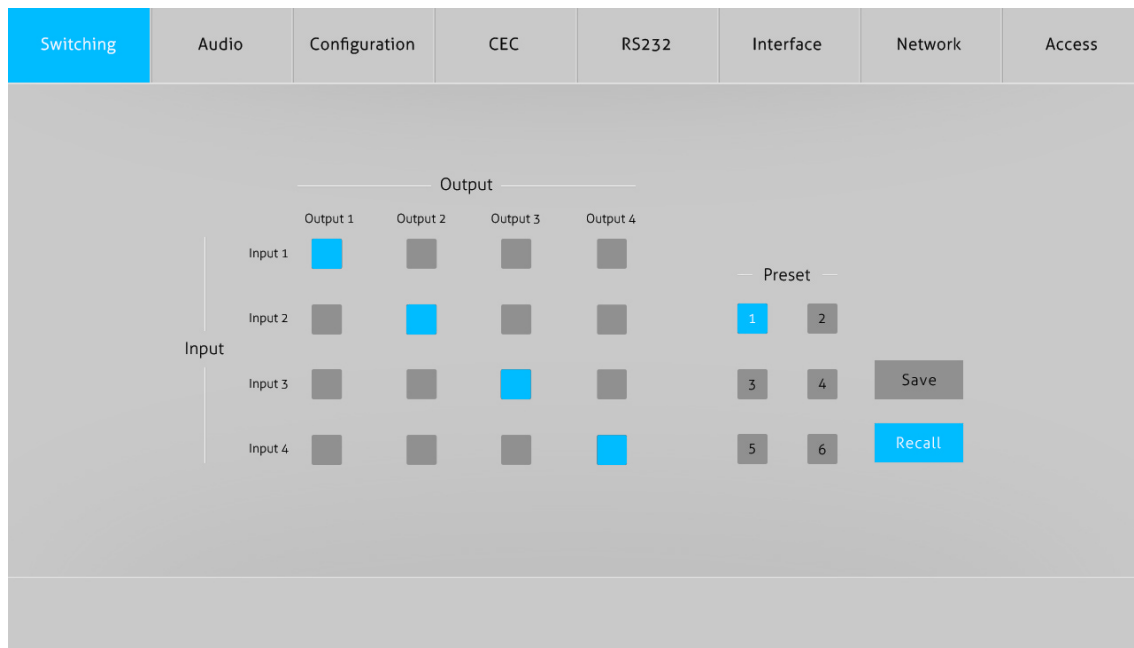 Switching Audio Configuration CEC RS232 Interface Network Access
Output
Output 1 Output 2 Output 3 Output 4
Input 1
Preset
Input 2
1 2
Input
Input 3
3 4
Save
Input 4
5 6
Recall